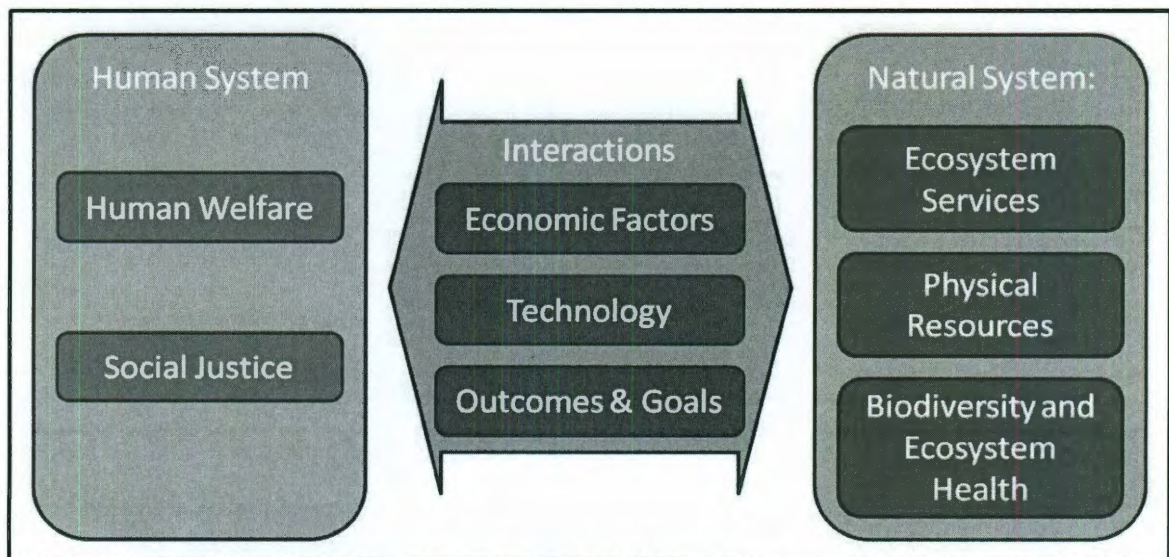 Human System
Human Welfare
Social Justice
Interactions
Economic Factors
Technology
Outcomes & Goals
Natural System:
Ecosystem
Services
Physical
Resources
Biodiversity and
Ecosystem
Health